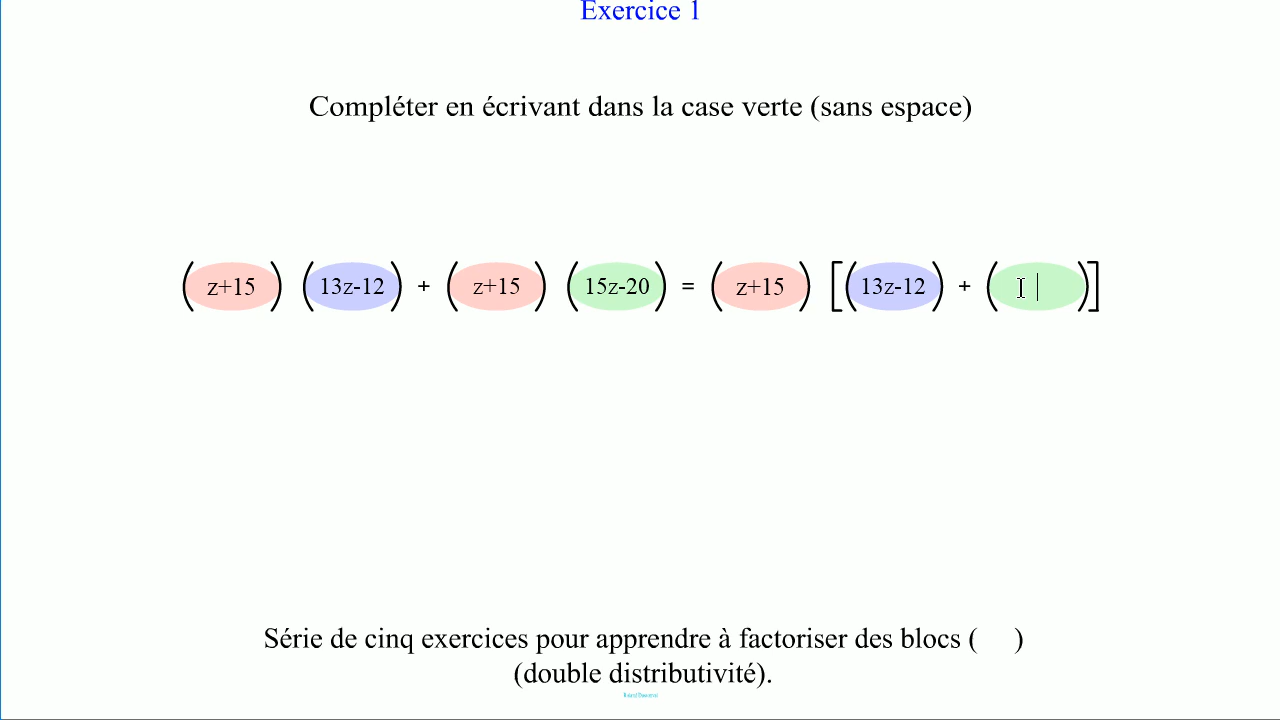 Exercice 1
Compléter en écrivant dans la case verte (sans espace)
(z+15) (13z-12) + (z+15) (15z-20) = (z+15) [(13z-12) + ( )]
Série de cinq exercices pour apprendre à factoriser des blocs ( )
(double distributivité).